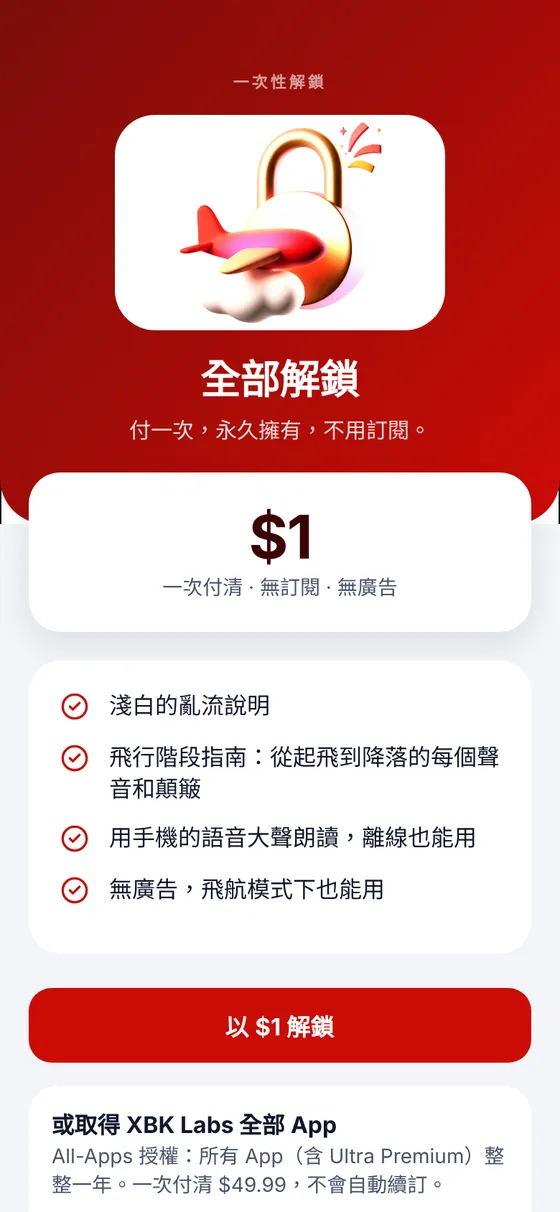 一次性解鎖
全部解鎖
付一次，永久擁有，不用訂閱。
$1
一次付清 · 無訂閱 · 無廣告
淺白的亂流說明
飛行階段指南：從起飛到降落的每個聲
音和顛簸
用手機的語音大聲朗讀，離線也能用
無廣告，飛航模式下也能用
以 $1 解鎖
或取得 XBK Labs 全部 App
All-Apps 授權：所有 App（含 Ultra Premium）整
整一年。一次付清 $49.99，不會自動續訂。